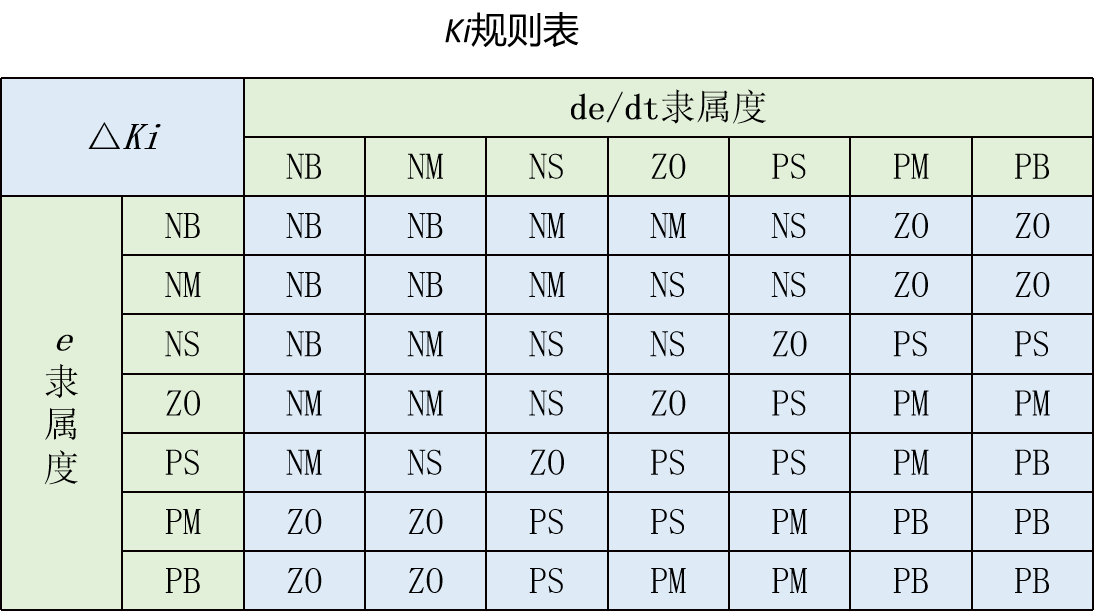 Ki规则表
△Ki de/dt隶属度
NB NM NS ZO PS PM PB
e隶属度
NB NB NB NM NM NS ZO ZO
NM NB NB NM NS NS ZO ZO
NS NB NM NS NS ZO PS PS
ZO NM NM NS ZO PS PM PM
PS NM NS ZO PS PS PM PB
PM ZO ZO PS PS PM PB PB
PB ZO ZO PS PM PM PB PB